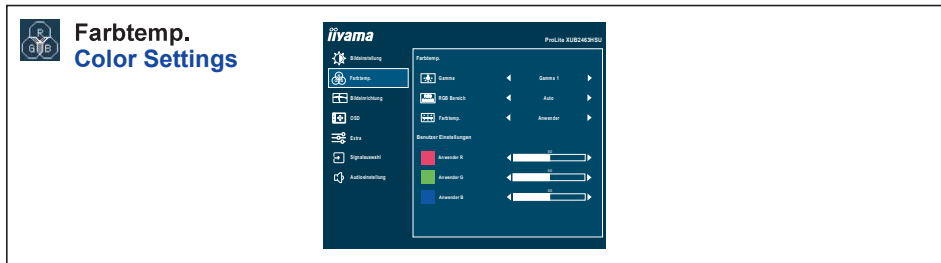 R
G B
Farbtemp.
Color Settings
iiyama
ProLite XUB2463HSU
Bildeinstellung
Farbtemp.
Farbtemp.
Gamma
Gamma 1
Bildeinrichtung
RGB Bereich
Auto
OSD
Farbtemp.
Anwender
Extra
Benutzer Einstellungen
Signalauswahl
Anwender R
50
Audioeinstellung
Anwender G
50
Anwender B
50